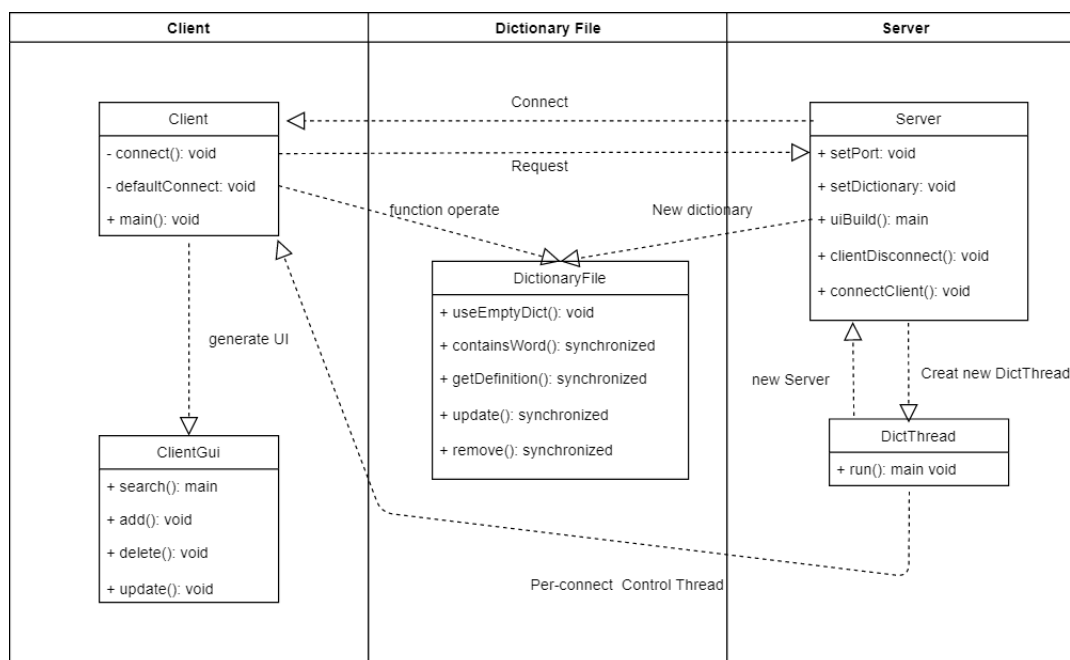 Client
Dictionary File
Server
Client
- connect(): void
- defaultConnect: void
+ main(): void
Connect
Request
function operate
New dictionary
Server
+ setPort: void
+ setDictionary: void
+ uiBuild(): main
+ clientDisconnect(): void
+ connectClient(): void
DictionaryFile
+ useEmptyDict(): void
+ containsWord(): synchronized
+ getDefinition(): synchronized
+ update(): synchronized
+ remove(): synchronized
generate UI
new Server
Creat new DictThread
ClientGui
+ search(): main
+ add(): void
+ delete(): void
+ update(): void
DictThread
+ run(): main void
Per-connect Control Thread